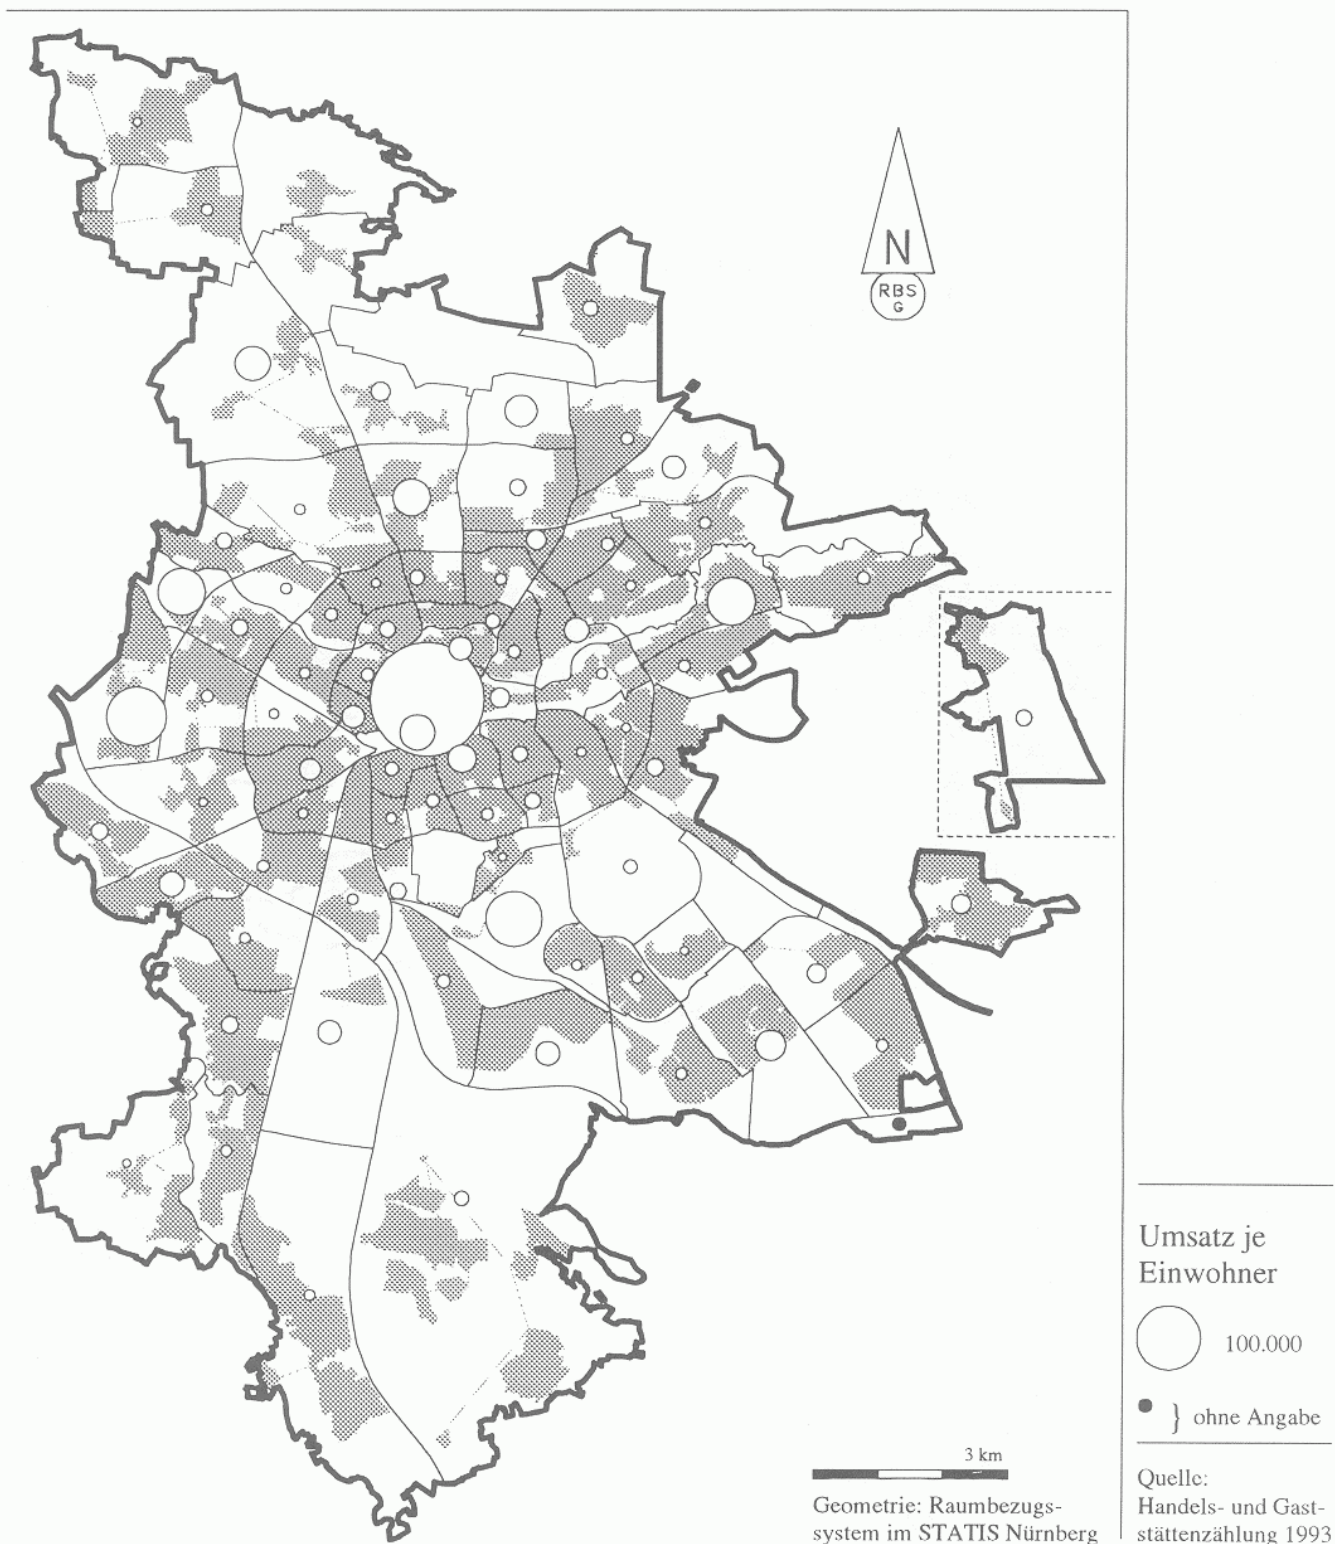 N
RBS
G
Umsatz je
Einwohner
100.000
} ohne Angabe
3 km
Geometrie: Raumbezugs-
system im STATIS Nürnberg
Quelle:
Handels- und Gast-
stättenzählung 1993